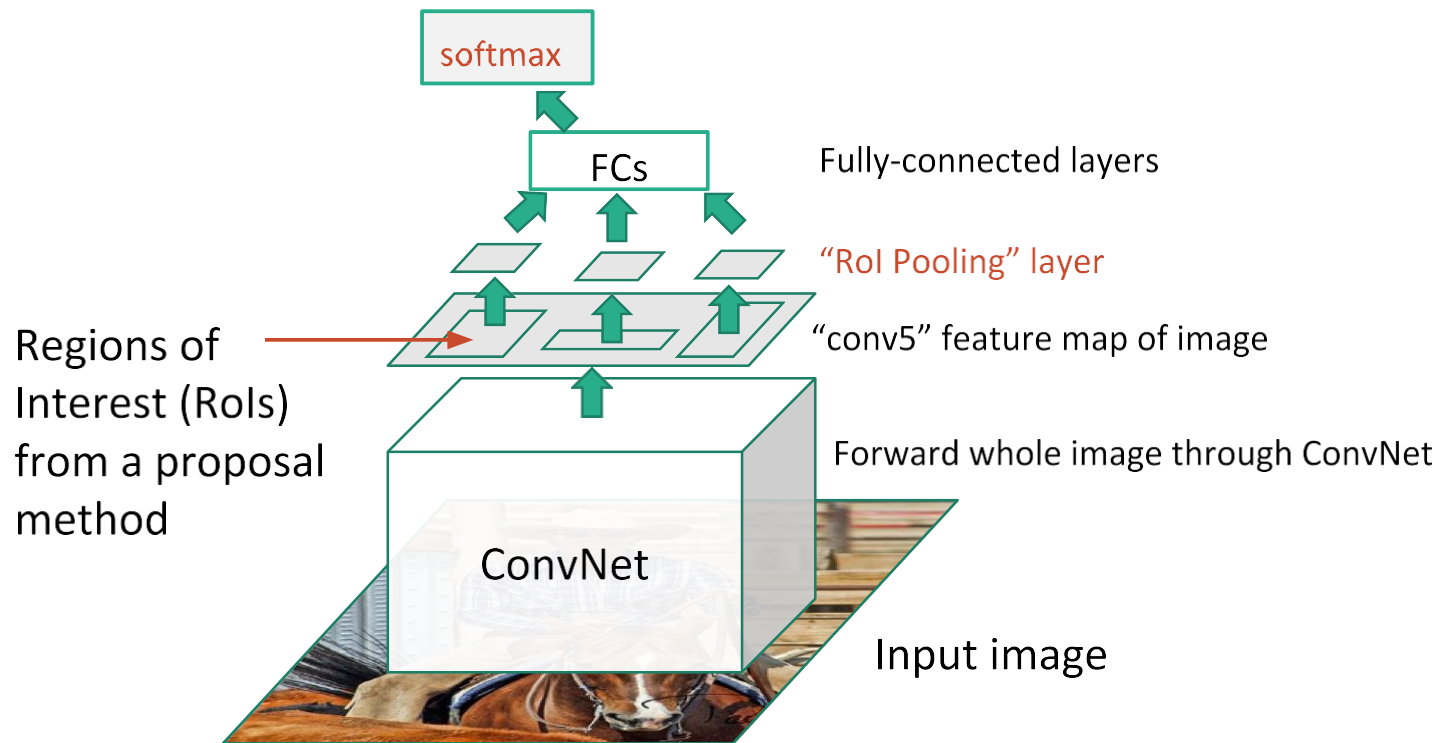 softmax
FCs
Fully-connected layers
“RoI Pooling” layer
Regions of
Interest (RoIs)
from a proposal
method
“conv5” feature map of image
Forward whole image through ConvNet
ConvNet
Input image